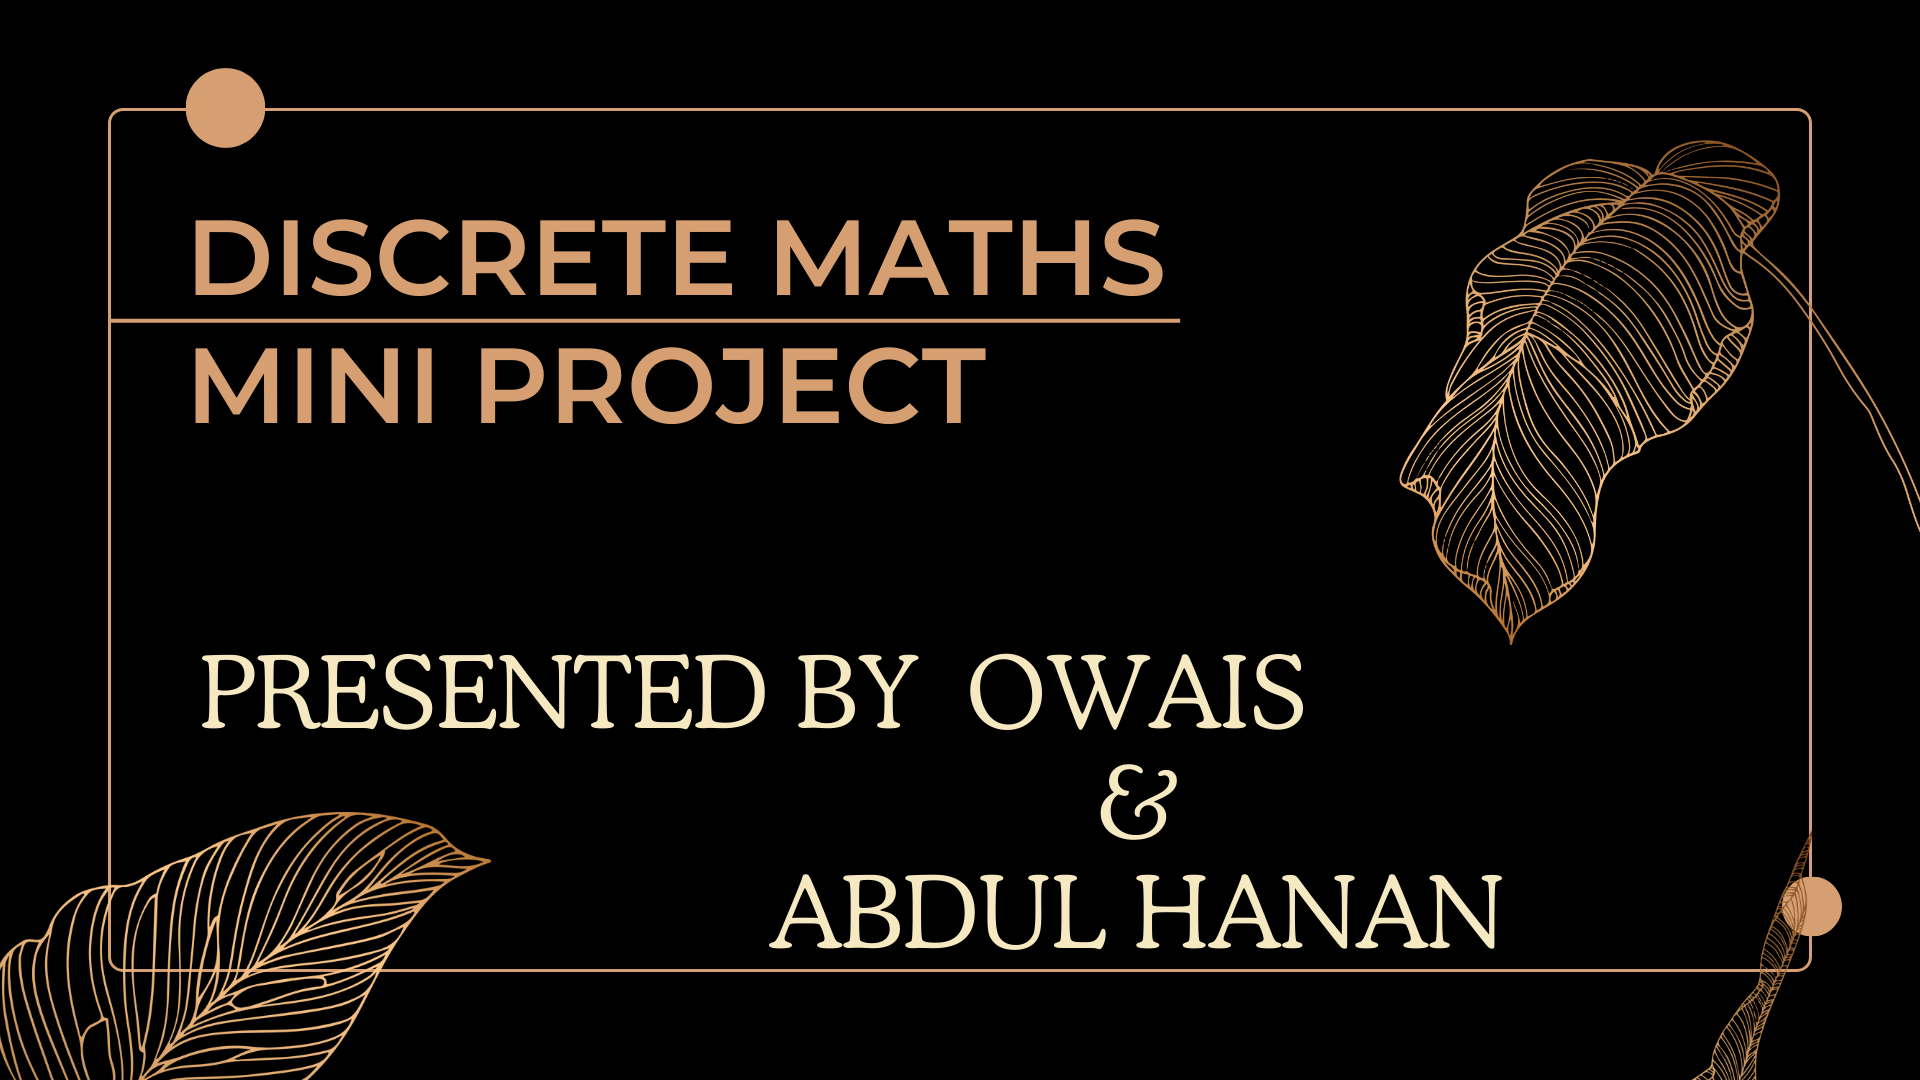 DISCRETE MATHS
MINI PROJECT
PRESENTED BY OWAIS
&
ABDUL HANAN